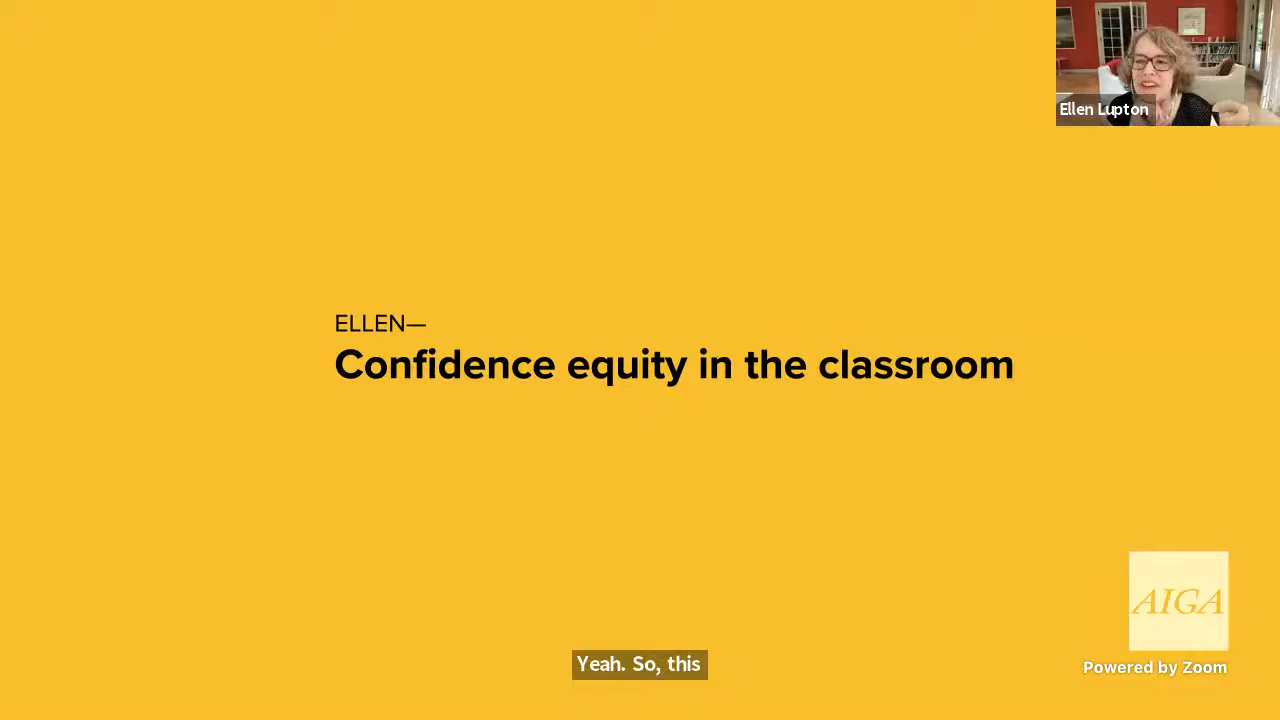 Ellen Lupton
ELLEN—
Confidence equity in the classroom
AIGA
Yeah. So, this
Powered by Zoom